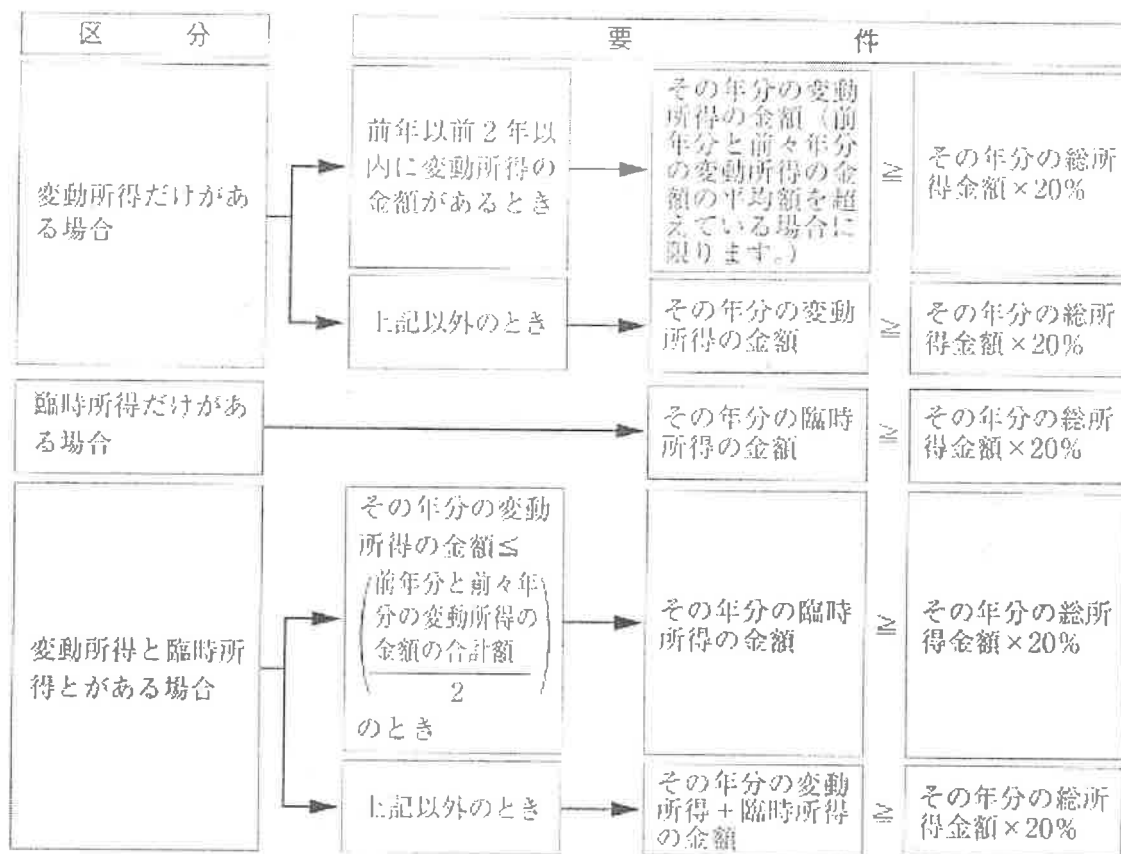 区 分
要 件
変動所得だけがあ
る場合
前年以前2年以
内に変動所得の
金額があるとき
その年分の変動
所得の金額（前
年分と前々年分
の変動所得の金
額の平均額を超
えている場合に
限ります。）
≧
その年分の総所
得金額×20%
上記以外のとき
その年分の変動
所得の金額
≧
その年分の総所
得金額×20%
臨時所得だけがあ
る場合
その年分の臨時
所得の金額
≧
その年分の総所
得金額×20%
変動所得と臨時所
得とがある場合
その年分の変動
所得の金額≦
前年分と前々年
分の変動所得の
金額の合計額
2
のとき
その年分の臨時
所得の金額
≧
その年分の総所
得金額×20%
上記以外のとき
その年分の変動
所得＋臨時所得
の金額
≧
その年分の総所
得金額×20%